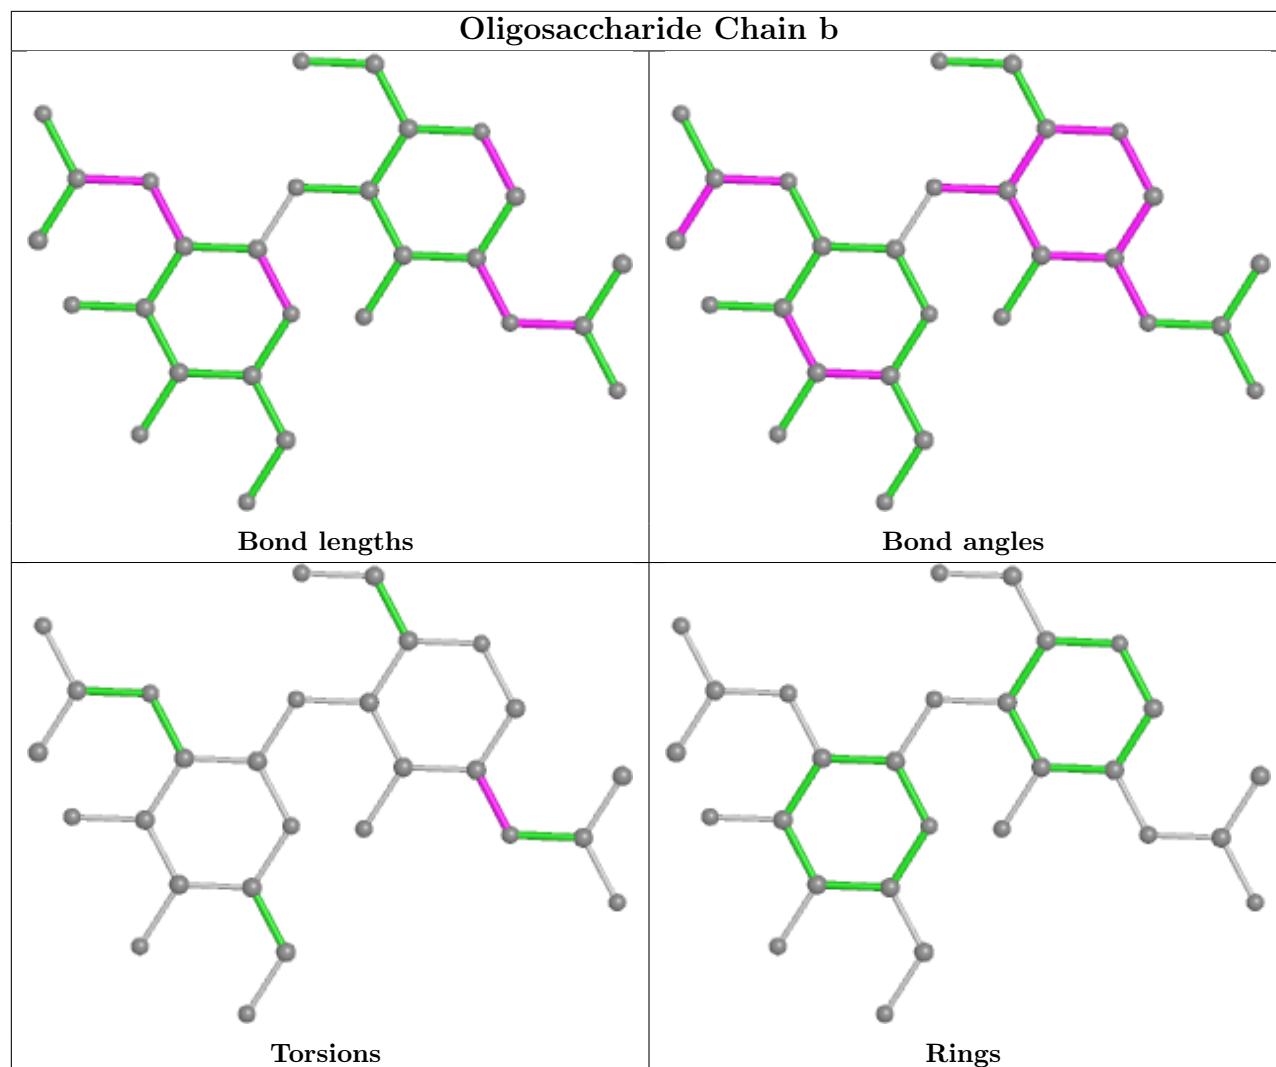 Oligosaccharide Chain b
Bond lengths
Bond angles
Torsions
Rings